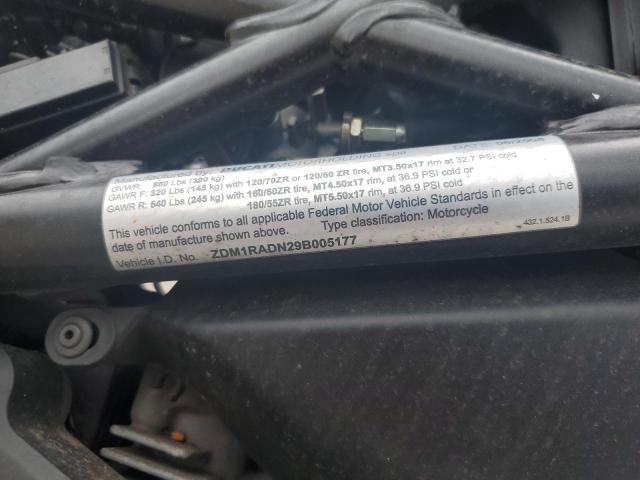 Manufactured by DUCATIMOTORHOLDING spa DATE:
GVWR: 860 Lbs (390 kg)
GAWR F: 320 Lbs (145 kg) with 120/70ZR or 120/60 ZR tire, MT3.50x17 rim at 32.7 PSI cold
GAWR R: 540 Lbs (245 kg) with 160/60ZR tire, MT4.50x17 rim, at 36.9 PSI cold or
180/55ZR tire, MT5.50x17 rim, at 36.9 PSI cold
This vehicle conforms to all applicable Federal Motor Vehicle Standards in effect on the
date of manufacture shown above. Type classification: Motorcycle
Vehicle I.D. No. ZDM1RADN29B005177 432.1.524.1B